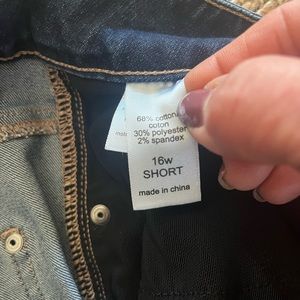 68% cotton
coton
30% polyester
2% spandex
16w
SHORT
made in china